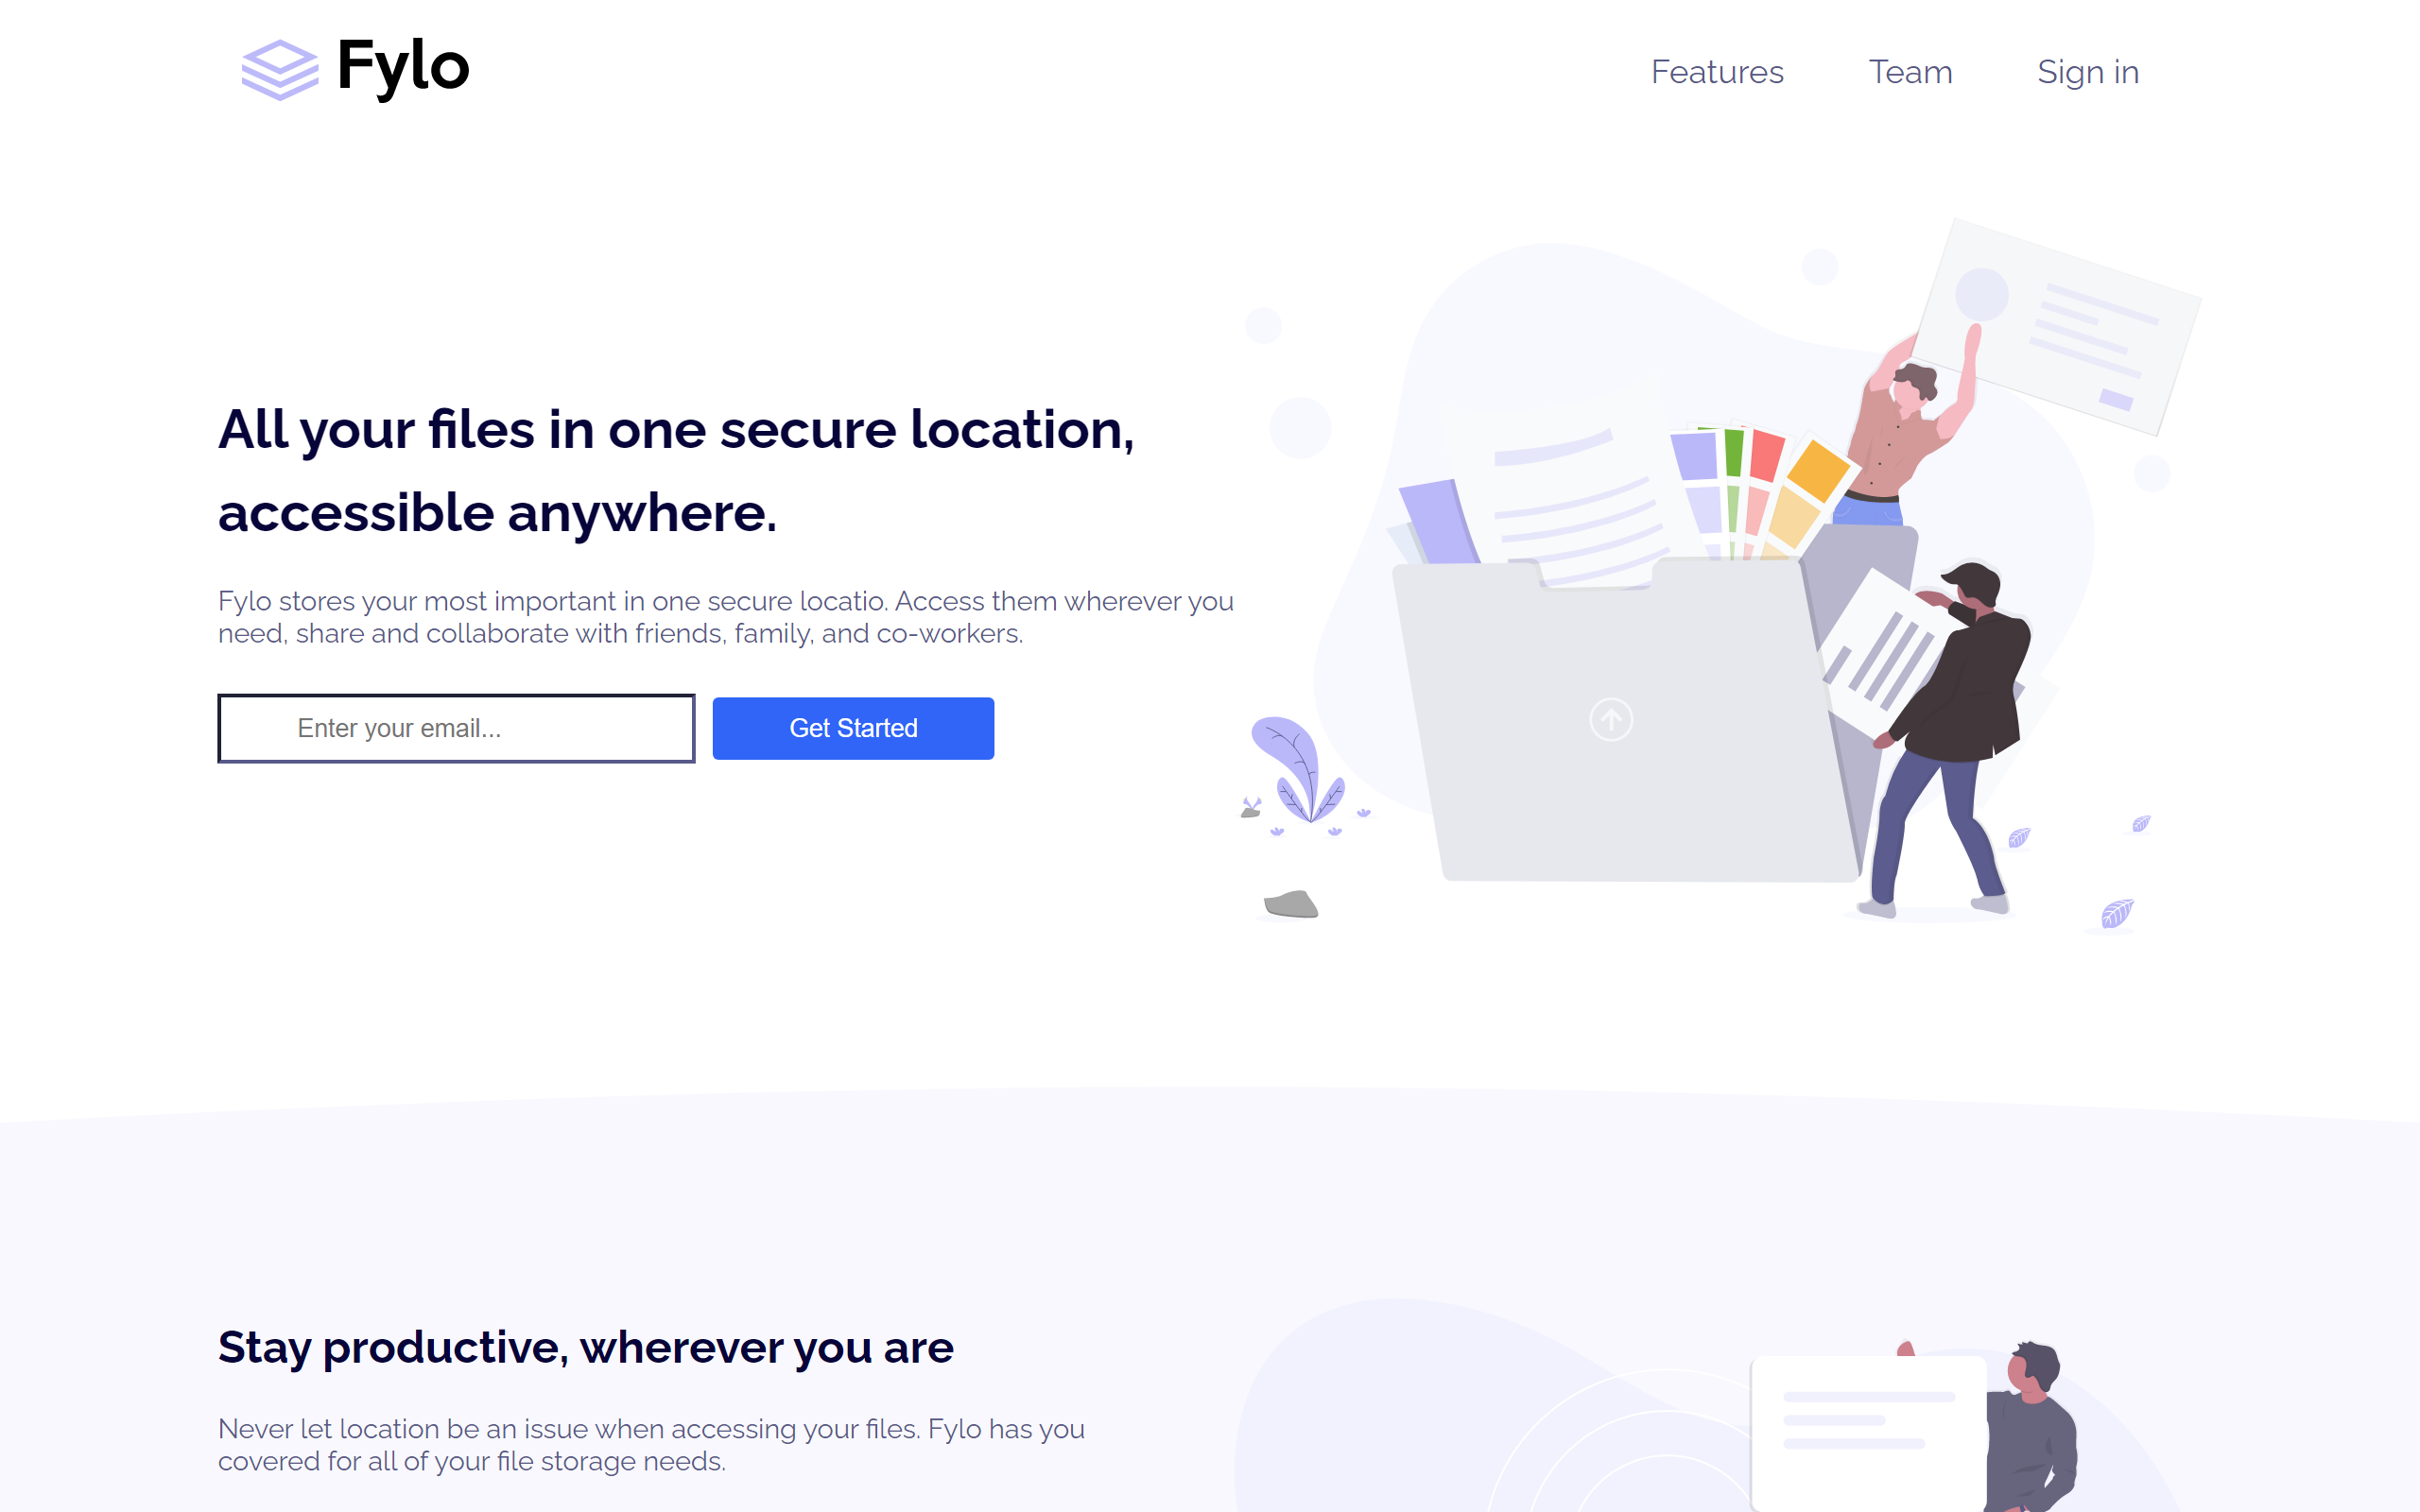 Fylo
Features
Team
Sign in
All your files in one secure location,
accessible anywhere.
Fylo stores your most important in one secure locatio. Access them wherever you
need, share and collaborate with friends, family, and co-workers.
Enter your email...
Get Started
Stay productive, wherever you are
Never let location be an issue when accessing your files. Fylo has you
covered for all of your file storage needs.